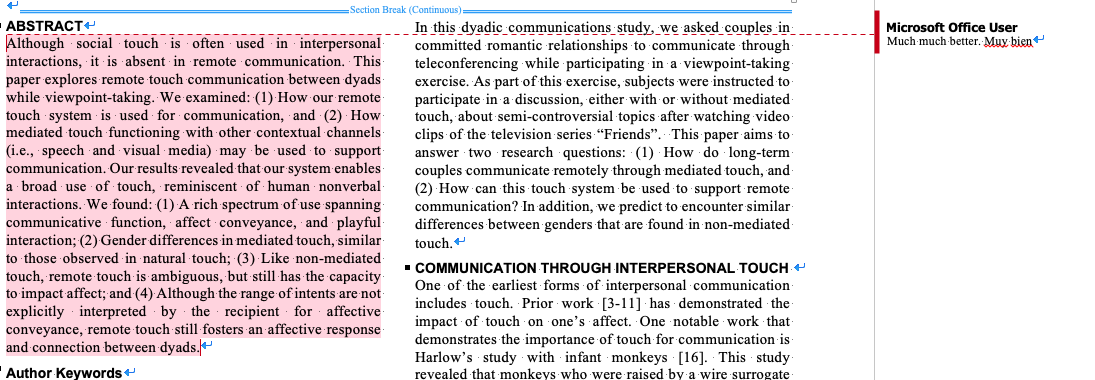 Section Break (Continuous)
ABSTRACT
Although social touch is often used in interpersonal
interactions, it is absent in remote communication. This
paper explores remote touch communication between dyads
while viewpoint-taking. We examined: (1) How our remote
touch system is used for communication, and (2) How
mediated touch functioning with other contextual channels
(i.e., speech and visual media) may be used to support
communication. Our results revealed that our system enables
a broad use of touch, reminiscent of human nonverbal
interactions. We found: (1) A rich spectrum of use spanning
communicative function, affect conveyance, and playful
interaction; (2) Gender differences in mediated touch, similar
to those observed in natural touch; (3) Like non-mediated
touch, remote touch is ambiguous, but still has the capacity
to impact affect; and (4) Although the range of intents are not
explicitly interpreted by the recipient for affective
conveyance, remote touch still fosters an affective response
and connection between dyads.
Author Keywords
In this dyadic communications study, we asked couples in
committed romantic relationships to communicate through
teleconferencing while participating in a viewpoint-taking
exercise. As part of this exercise, subjects were instructed to
participate in a discussion, either with or without mediated
touch, about semi-controversial topics after watching video
clips of the television series “Friends”. This paper aims to
answer two research questions: (1) How do long-term
couples communicate remotely through mediated touch, and
(2) How can this touch system be used to support remote
communication? In addition, we predict to encounter similar
differences between genders that are found in non-mediated
touch.
COMMUNICATION THROUGH INTERPERSONAL TOUCH
One of the earliest forms of interpersonal communication
includes touch. Prior work [3-11] has demonstrated the
impact of touch on one’s affect. One notable work that
demonstrates the importance of touch for communication is
Harlow’s study with infant monkeys [16]. This study
revealed that monkeys who were raised by a wire surrogate
Microsoft Office User
Much much better. Muy bien